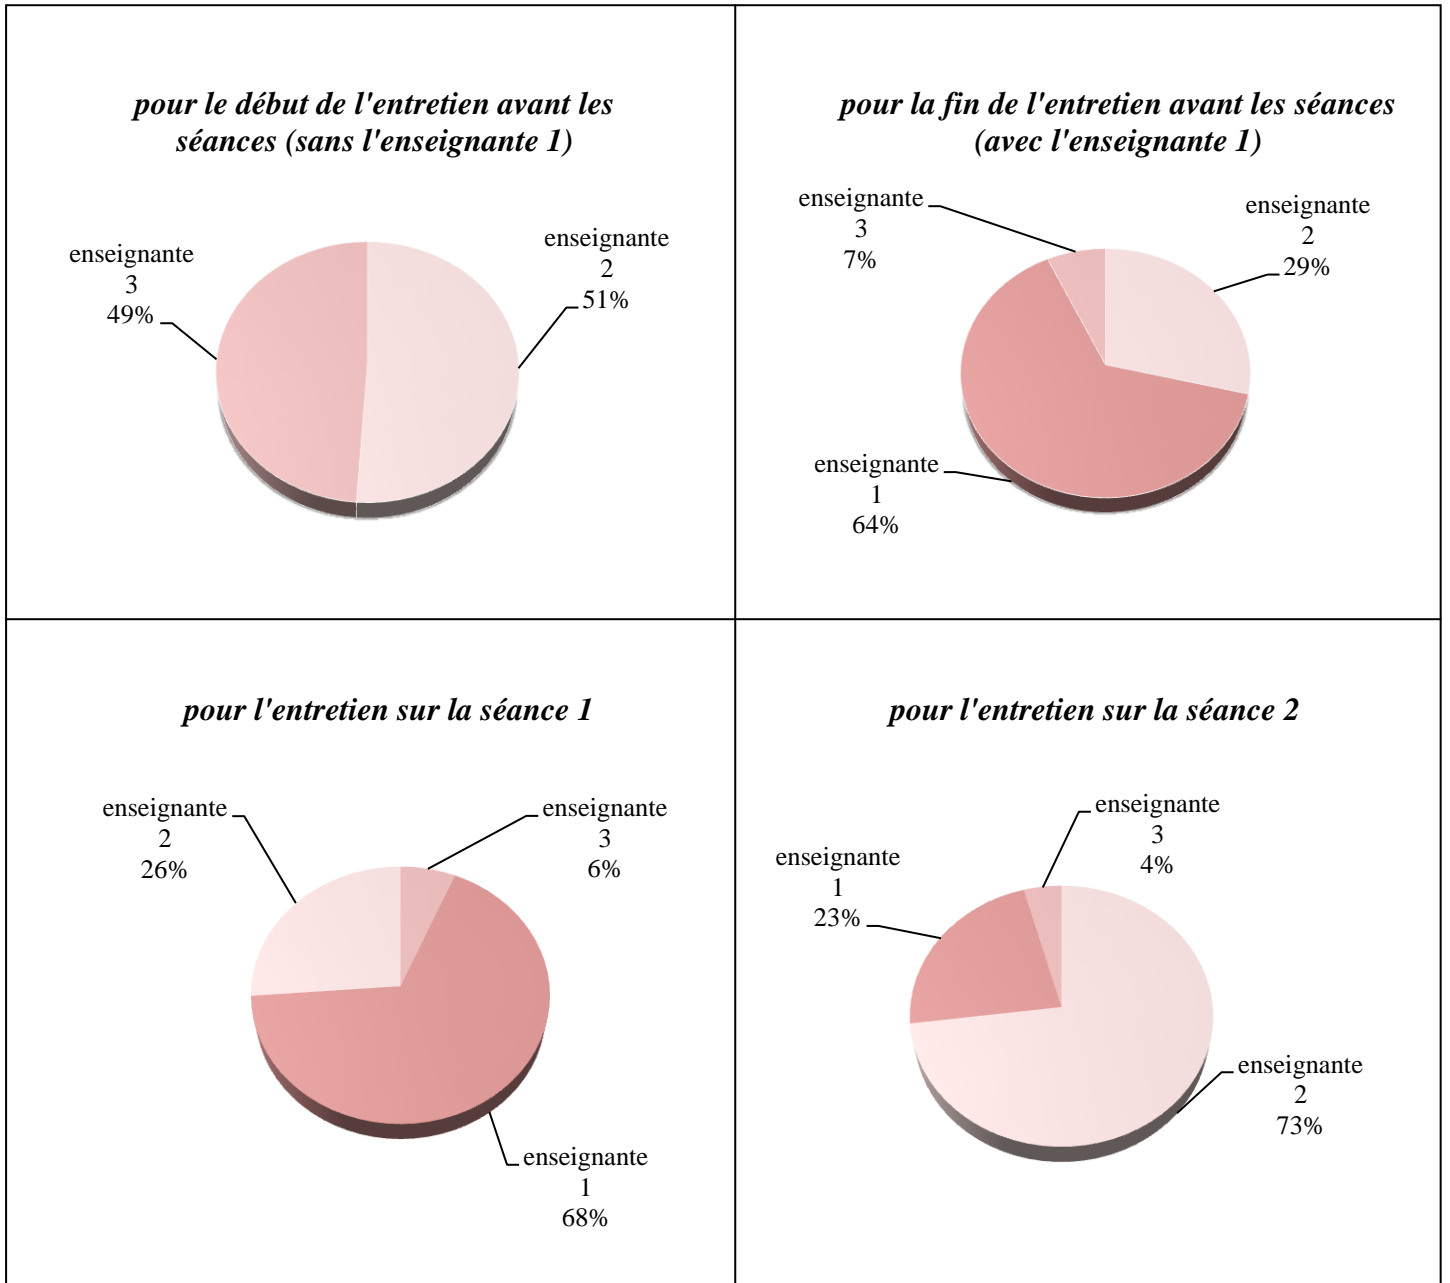 pour le début de l'entretien avant les
séances (sans l'enseignante 1)
enseignante
3
49%
enseignante
2
51%
pour la fin de l'entretien avant les séances
(avec l'enseignante 1)
enseignante
3
7%
enseignante
2
29%
enseignante
1
64%
pour l'entretien sur la séance 1
enseignante
2
26%
enseignante
3
6%
enseignante
1
68%
pour l'entretien sur la séance 2
enseignante
3
4%
enseignante
1
23%
enseignante
2
73%